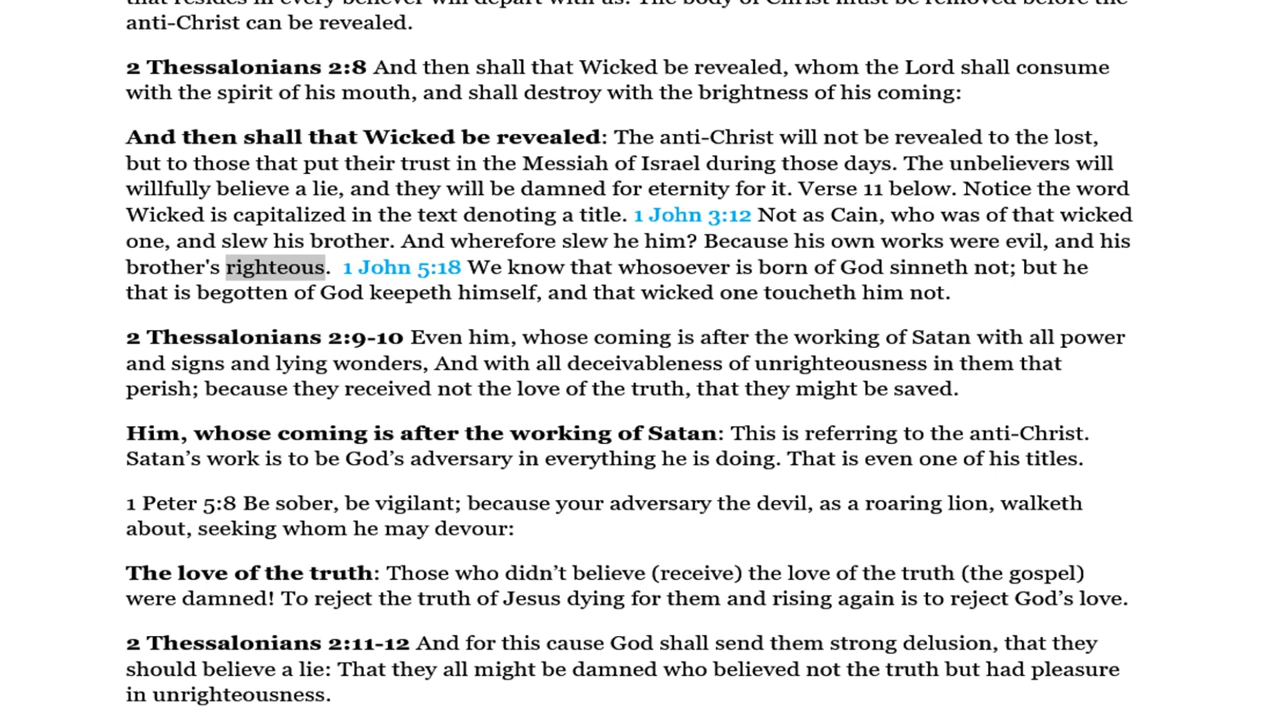 anti-Christ can be revealed.
2 Thessalonians 2:8 And then shall that Wicked be revealed, whom the Lord shall consume
with the spirit of his mouth, and shall destroy with the brightness of his coming:
And then shall that Wicked be revealed: The anti-Christ will not be revealed to the lost,
but to those that put their trust in the Messiah of Israel during those days. The unbelievers will
willfully believe a lie, and they will be damned for eternity for it. Verse 11 below. Notice the word
Wicked is capitalized in the text denoting a title. 1 John 3:12 Not as Cain, who was of that wicked
one, and slew his brother. And wherefore slew he him? Because his own works were evil, and his
brother's righteous. 1 John 5:18 We know that whosoever is born of God sinneth not; but he
that is begotten of God keepeth himself, and that wicked one toucheth him not.
2 Thessalonians 2:9-10 Even him, whose coming is after the working of Satan with all power
and signs and lying wonders, And with all deceivableness of unrighteousness in them that
perish; because they received not the love of the truth, that they might be saved.
Him, whose coming is after the working of Satan: This is referring to the anti-Christ.
Satan’s work is to be God’s adversary in everything he is doing. That is even one of his titles.
1 Peter 5:8 Be sober, be vigilant; because your adversary the devil, as a roaring lion, walketh
about, seeking whom he may devour:
The love of the truth: Those who didn’t believe (receive) the love of the truth (the gospel)
were damned! To reject the truth of Jesus dying for them and rising again is to reject God’s love.
2 Thessalonians 2:11-12 And for this cause God shall send them strong delusion, that they
should believe a lie: That they all might be damned who believed not the truth but had pleasure
in unrighteousness.